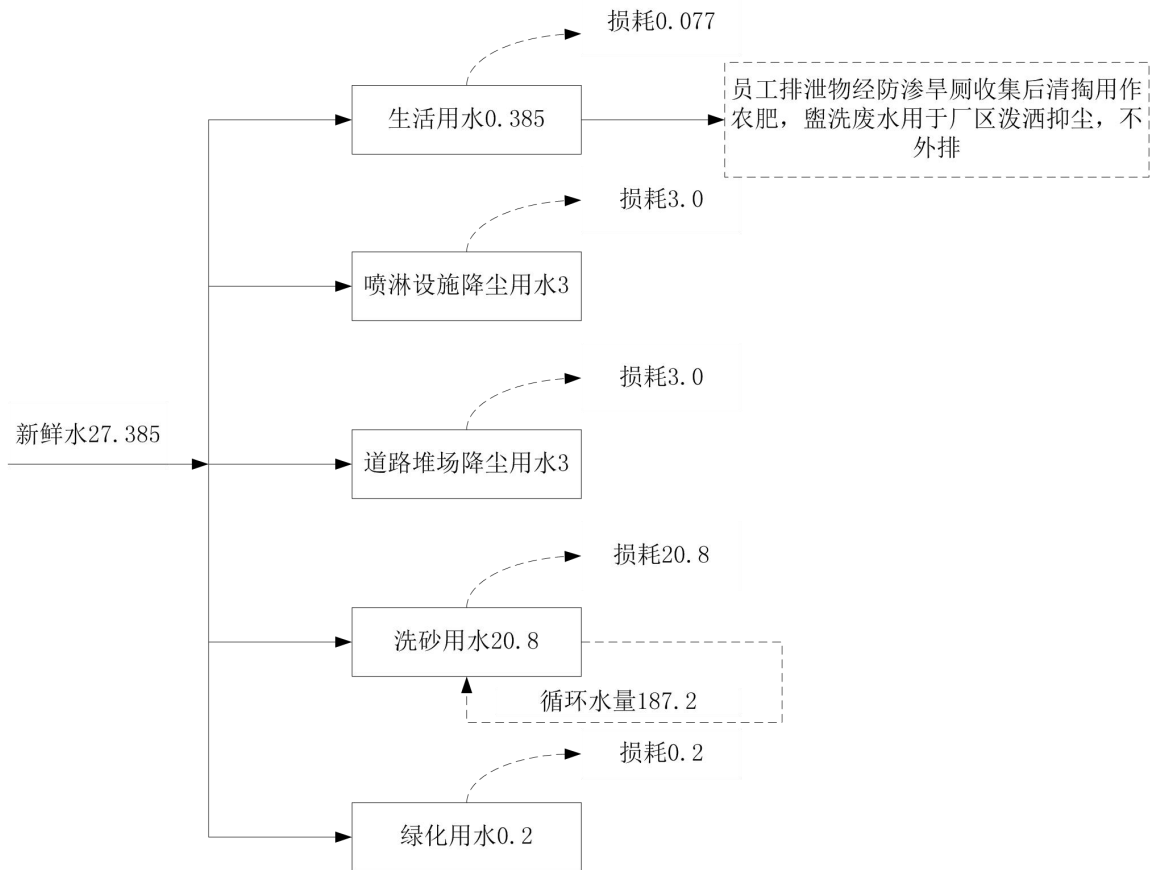 损耗0.077
生活用水0.385
员工排泄物经防渗旱厕收集后清掏用作
农肥，盥洗废水用于厂区泼洒抑尘，不
外排
损耗3.0
喷淋设施降尘用水3
损耗3.0
新鲜水27.385
道路堆场降尘用水3
损耗20.8
洗砂用水20.8
循环水量187.2
损耗0.2
绿化用水0.2